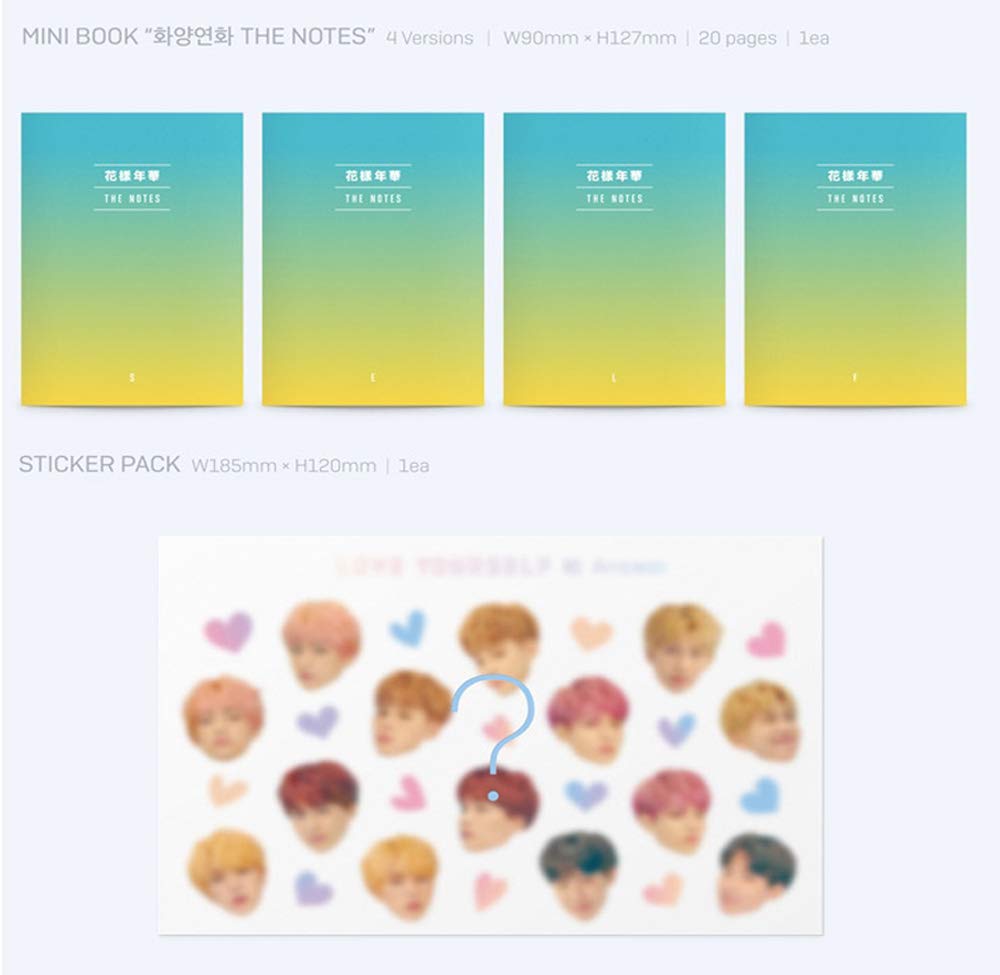 MINI BOOK “화양연화 THE NOTES” 4 Versions | W90mm × H127mm | 20 pages | 1ea
花樣年華
THE NOTES
S
花樣年華
THE NOTES
E
花樣年華
THE NOTES
L
花樣年華
THE NOTES
F
STICKER PACK W185mm × H120mm | 1ea
LOVE YOURSELF 結 Answer
?